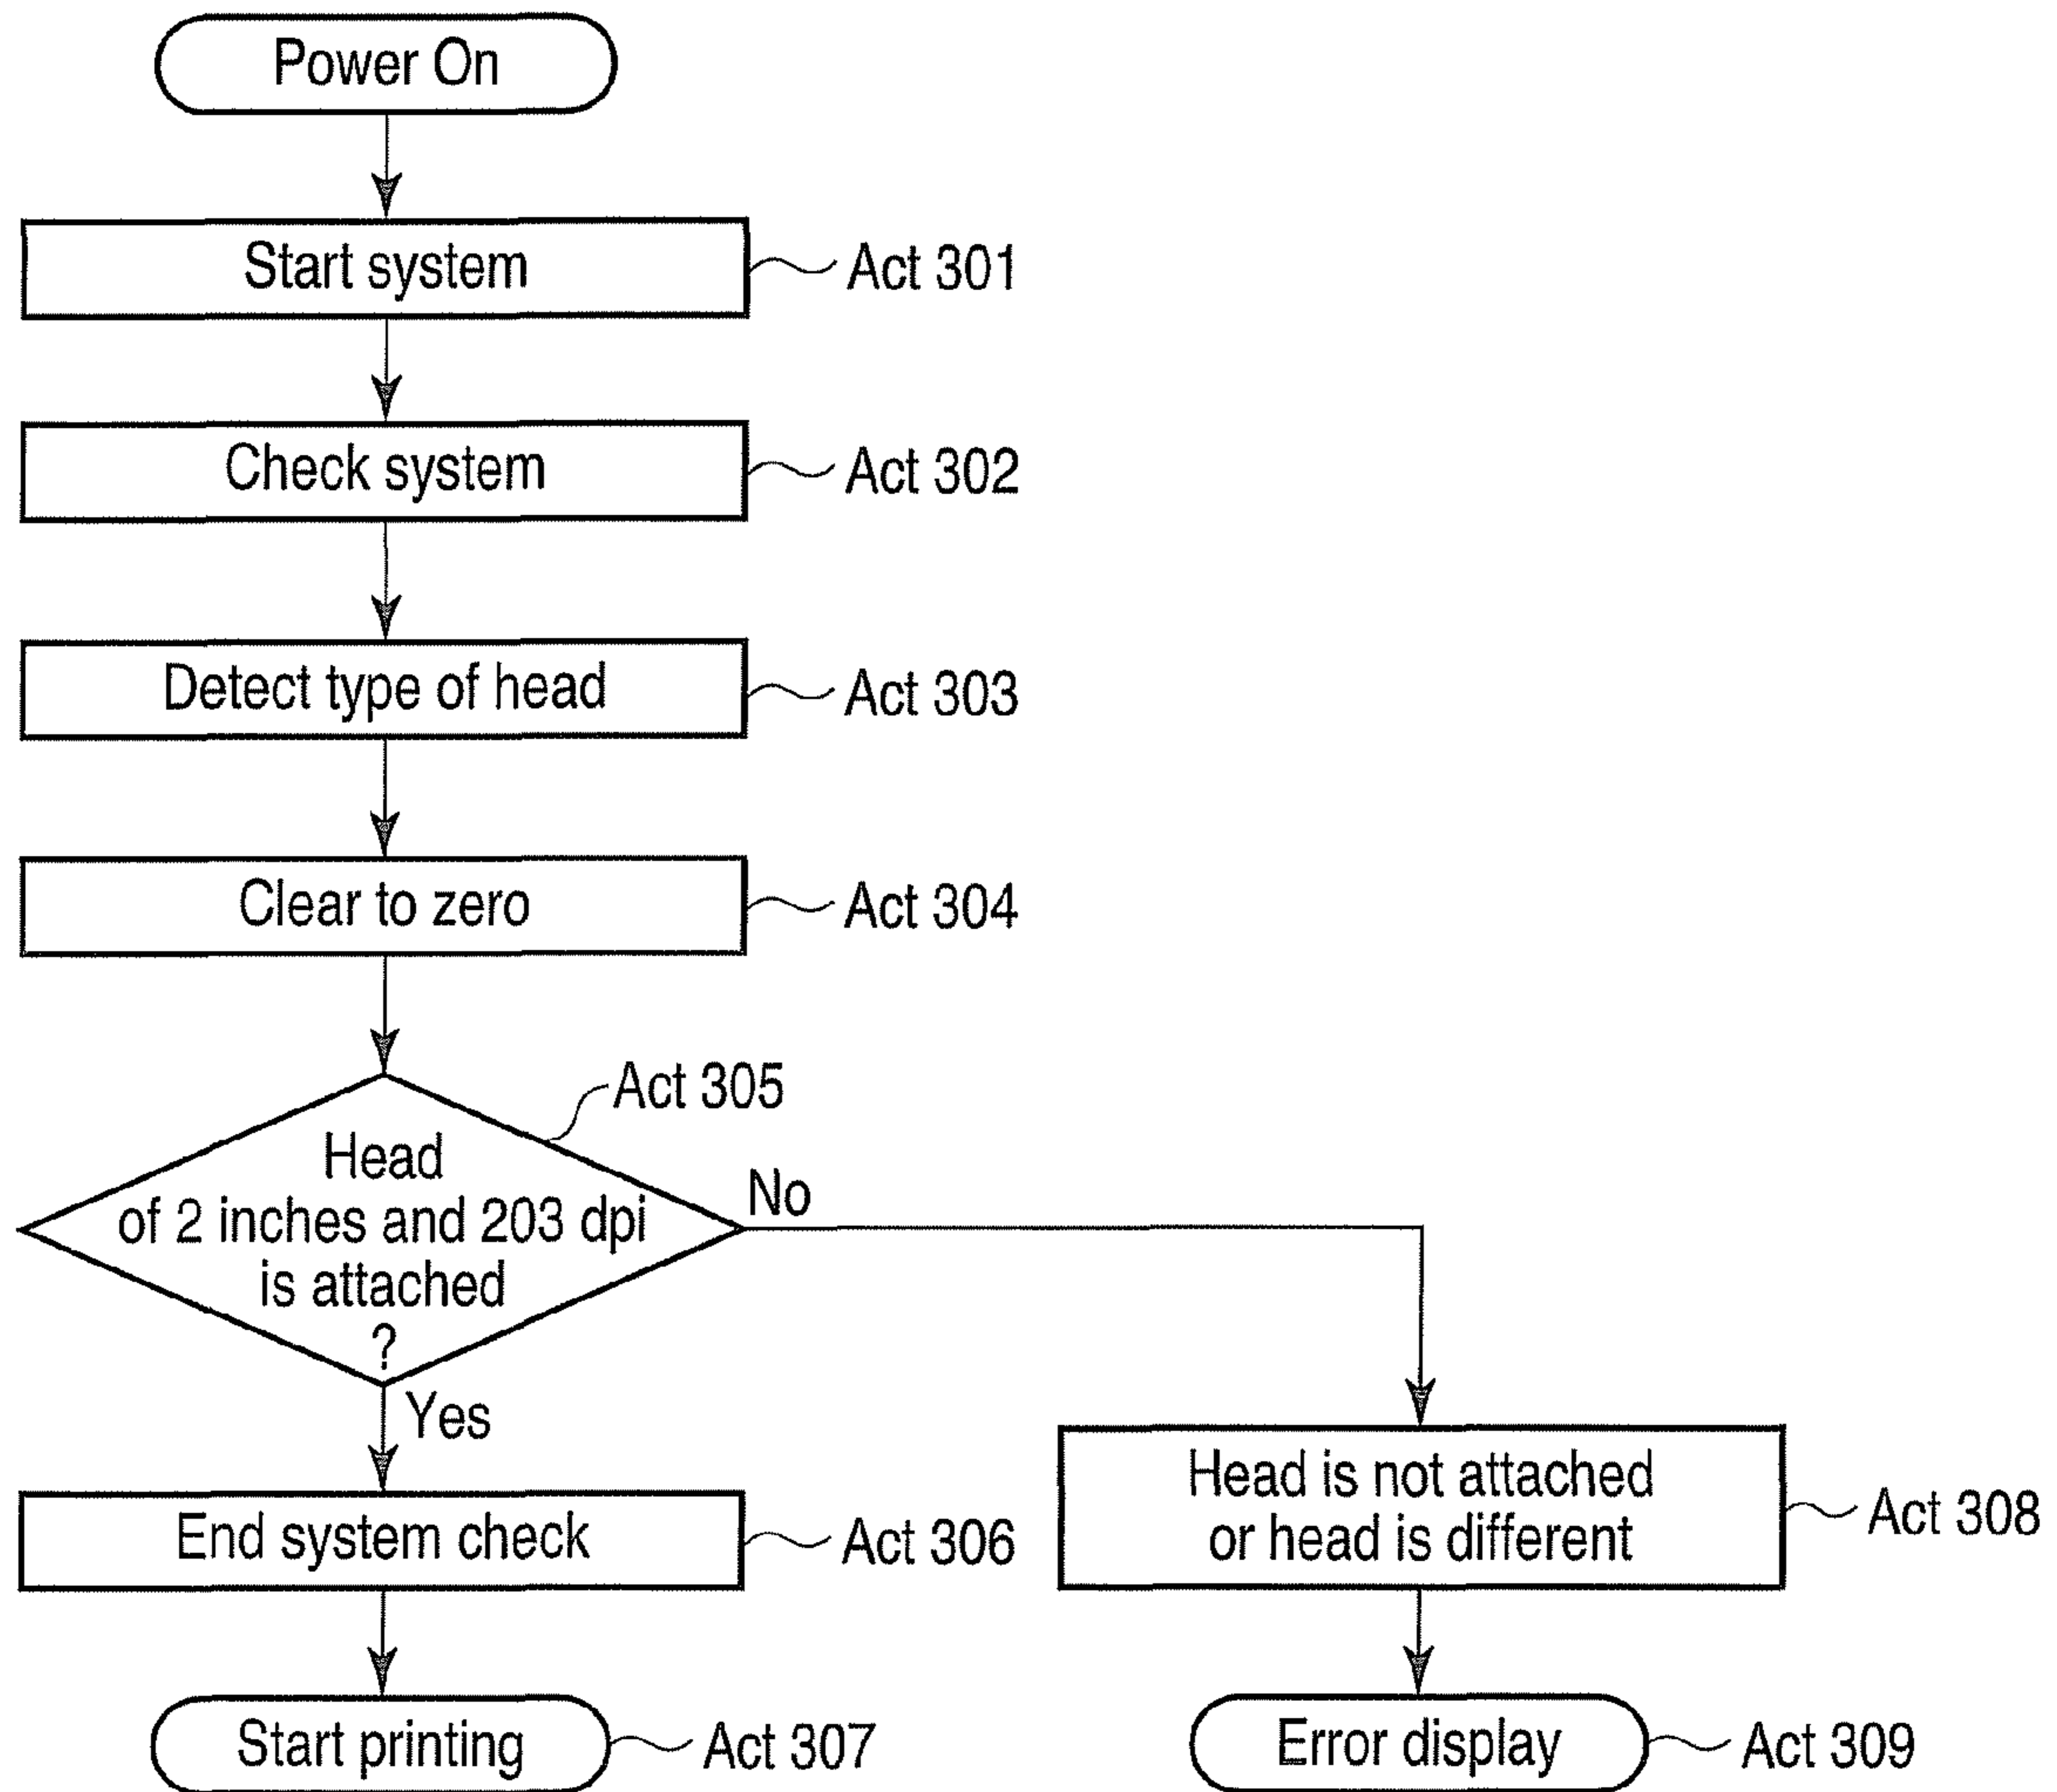 Power On
Start system
Act 301
Check system
Act 302
Detect type of head
Act 303
Clear to zero
Act 304
Act 305
Head
of 2 inches and 203 dpi
is attached
?
No
Yes
End system check
Act 306
Head is not attached
or head is different
Act 308
Start printing
Act 307
Error display
Act 309